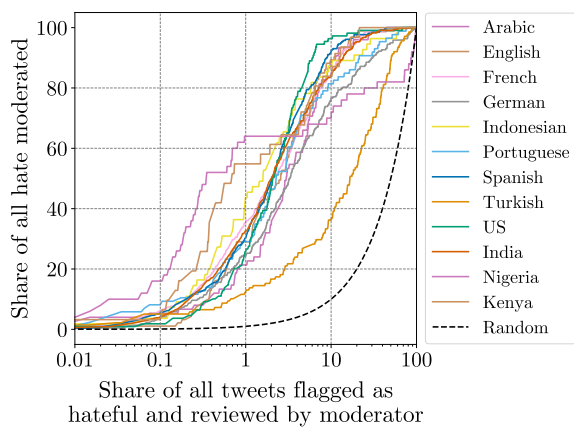 Share of all hate moderated
100
80
60
40
20
0
0.01
0.1
1
10
100
Share of all tweets flagged as
hateful and reviewed by moderator
Arabic
English
French
German
Indonesian
Portuguese
Spanish
Turkish
US
India
Nigeria
Kenya
Random